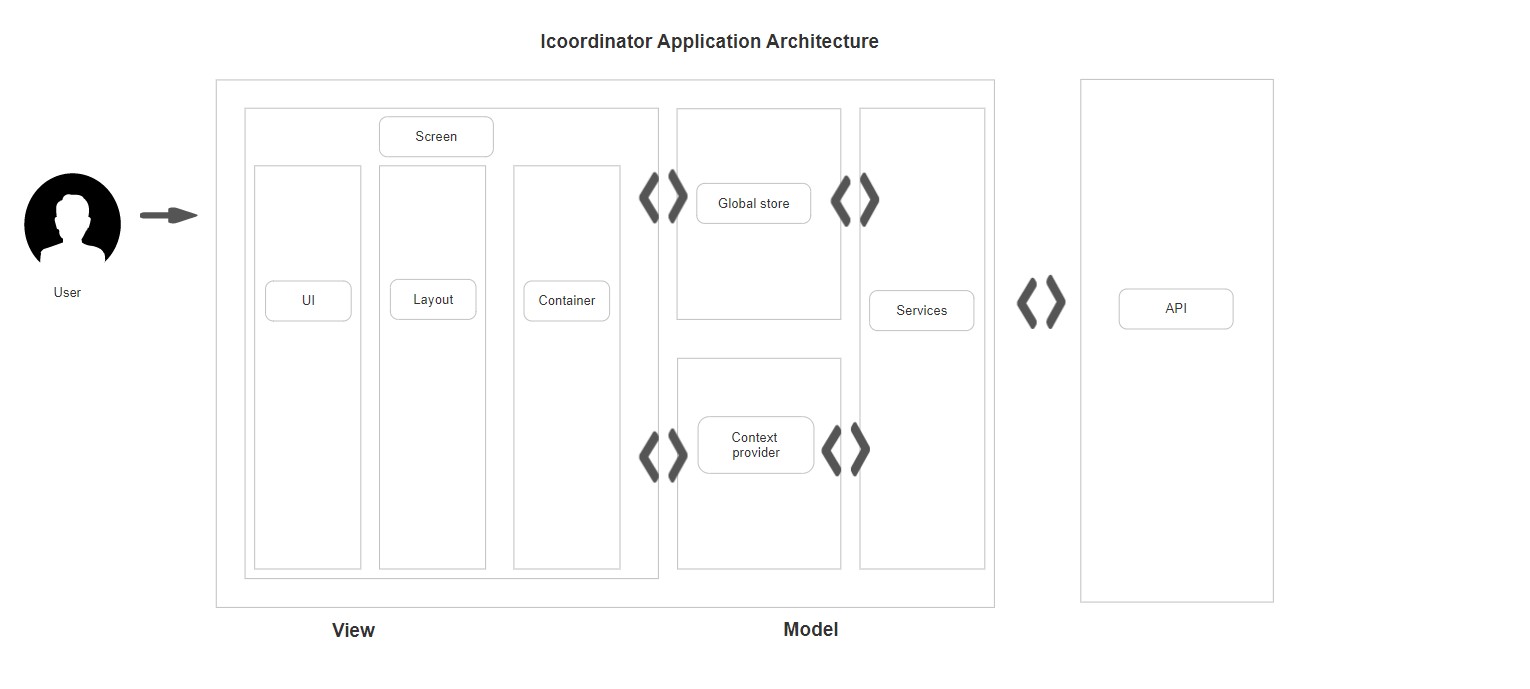 Icoordinator Application Architecture
Screen
Global store
User
UI
Layout
Container
Services
API
Context
provider
View
Model